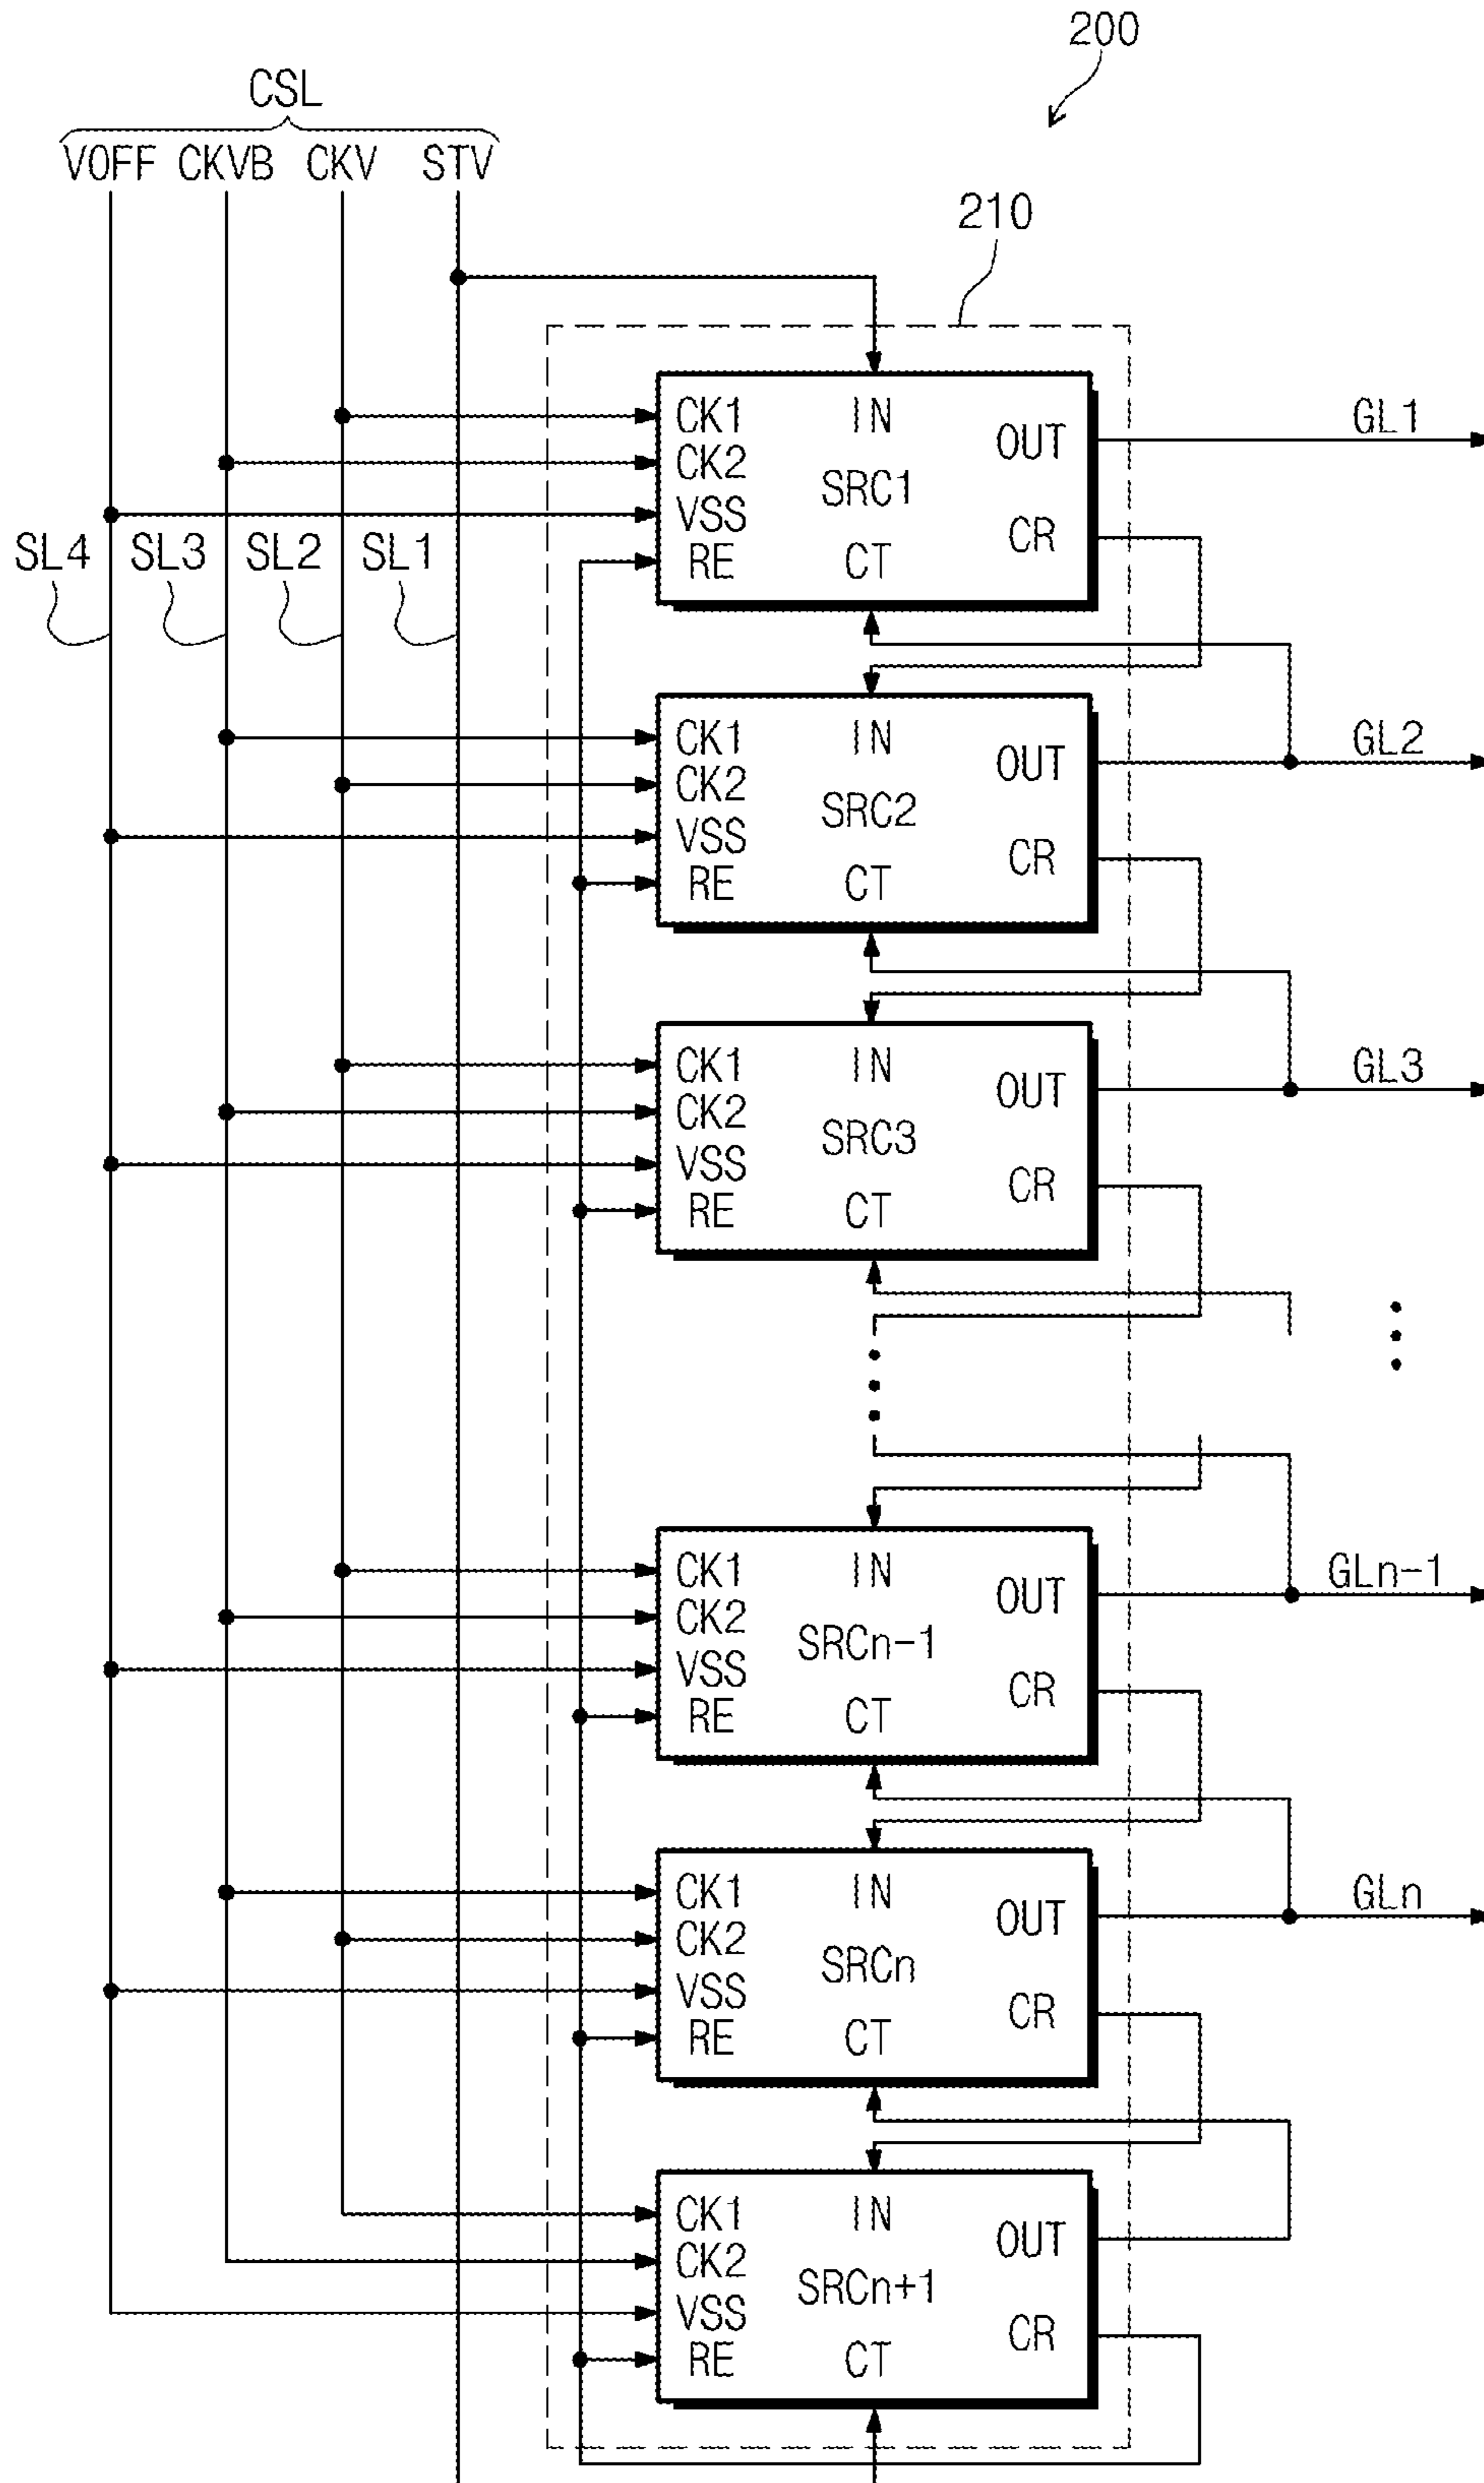 200
CSL
VOFF CKVB CKV STV
210
CK1 IN
OUT GL1
CK2
SRC1
VSS
CR
SL4 SL3 SL2 SL1
RE CT
CK1 IN
OUT GL2
CK2
SRC2
VSS
CR
RE CT
CK1 IN
OUT GL3
CK2
SRC3
VSS
CR
RE CT
CK1 IN
OUT GLn-1
CK2
SRCn-1
VSS
CR
RE CT
CK1 IN
OUT GLn
CK2
SRCn
VSS
CR
RE CT
CK1 IN
OUT
CK2
SRCn+1
VSS
CR
RE CT